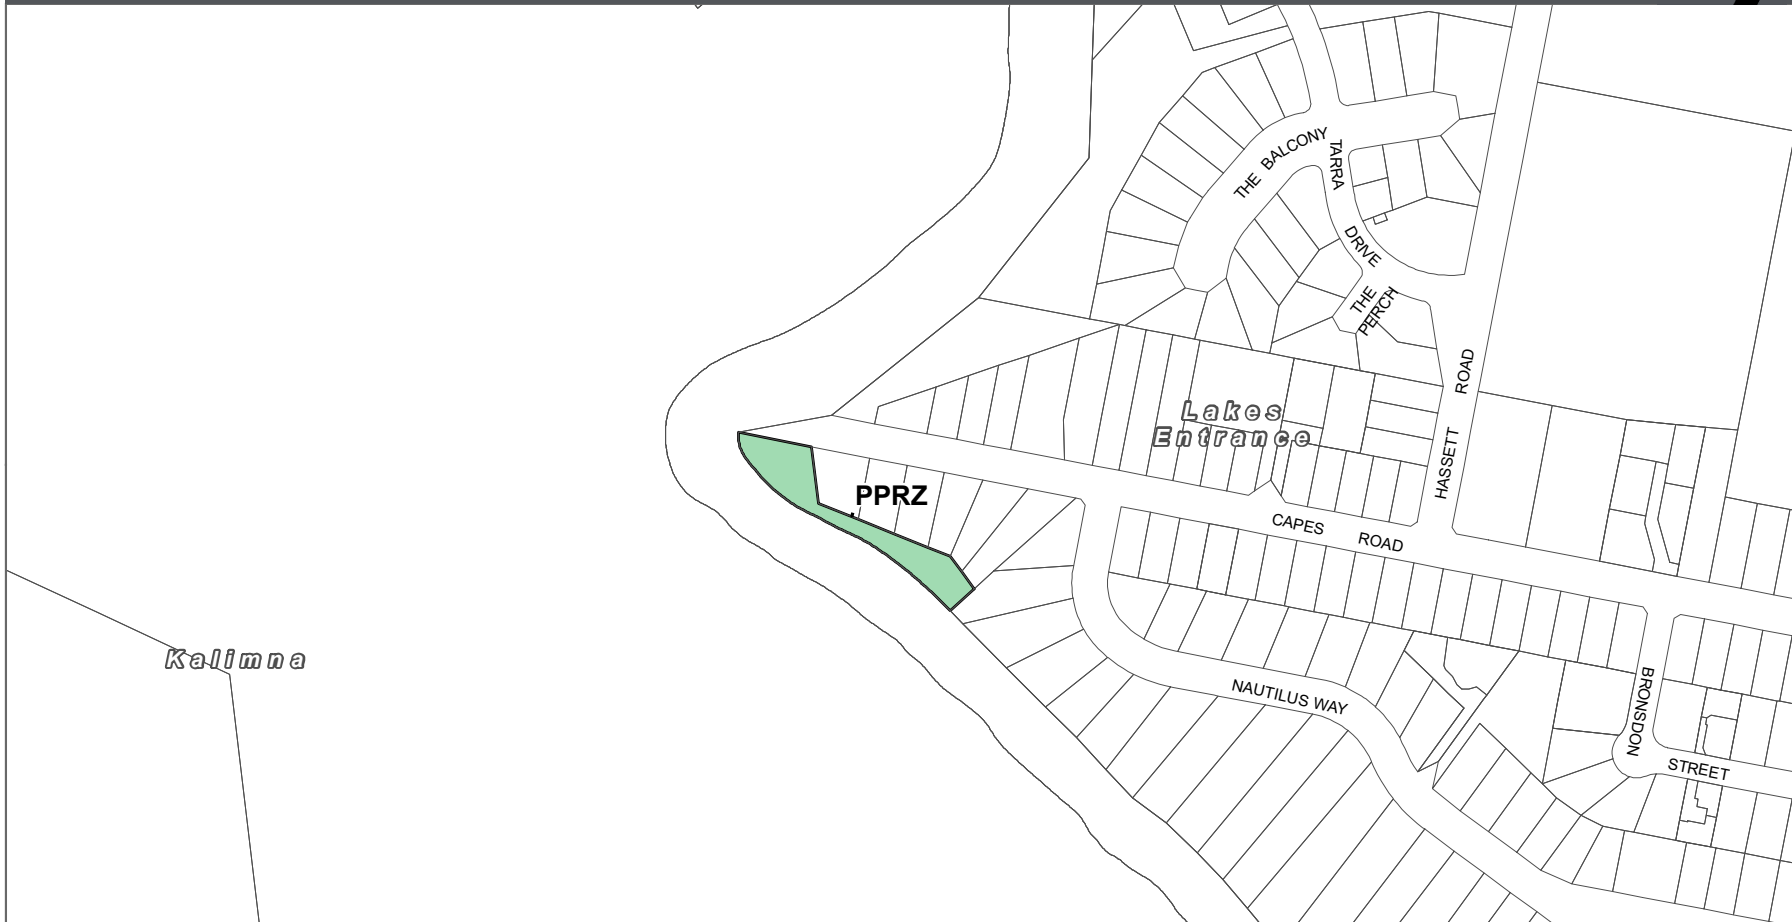 THE BALCONY
TARRA
DRIVE
THE
PERCH
ROAD
HASSETT
Lakes
Entrance
PPRZ
CAPES
ROAD
Kalimna
NAUTILUS WAY
BRONSDON
STREET